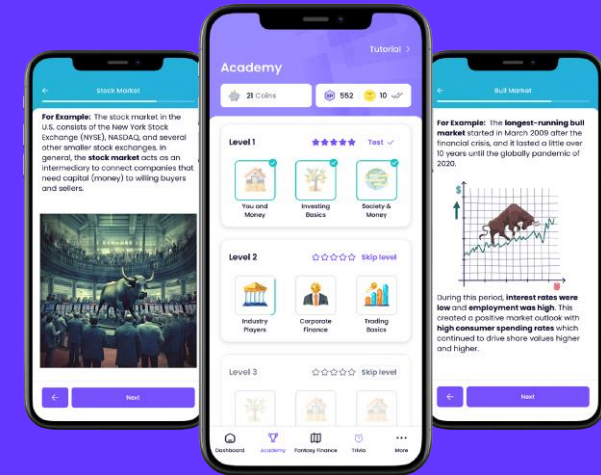 Stock Market
For Example: The stock market in the
U.S. consists of the New York Stock
Exchange (NYSE), NASDAQ, and several
other smaller stock exchanges. In
general, the stock market acts as an
intermediary to connect companies that
need capital (money) to willing buyers
and sellers.
Next
Tutorial >
Academy
21 Coins
XP 552
10
Level 1
Test
You and
Money
Investing
Basics
Society &
Money
Level 2
Skip level
Industry
Players
Corporate
Finance
Trading
Basics
Level 3
Skip level
Dashboard
Academy
Fantasy Finance
Trivia
More
Bull Market
For Example: The longest-running bull
market started in March 2009 after the
financial crisis, and it lasted a little over
10 years until the globally pandemic of
2020.
$
During this period, interest rates were
low and employment was high. This
created a positive market outlook with
high consumer spending rates which
continued to drive share values higher
and higher.
Next